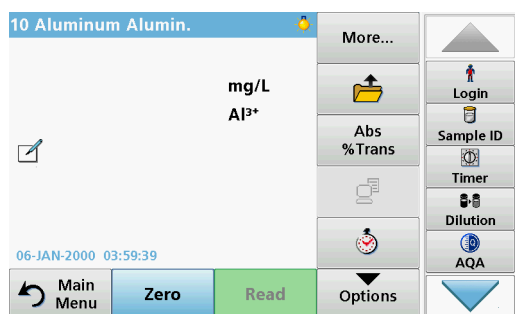 10 Aluminum Alumin.
mg/L
Al³⁺
06-JAN-2000 03:59:39
Main
Menu
Zero
Read
Options
More...
Abs
%Trans
Login
Sample ID
Timer
Dilution
AQA